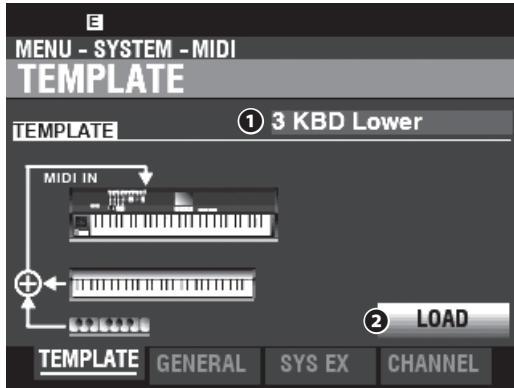 E
MENU - SYSTEM - MIDI
TEMPLATE
TEMPLATE 1 3 KBD Lower
MIDI IN
2 LOAD
TEMPLATE GENERAL SYS EX CHANNEL